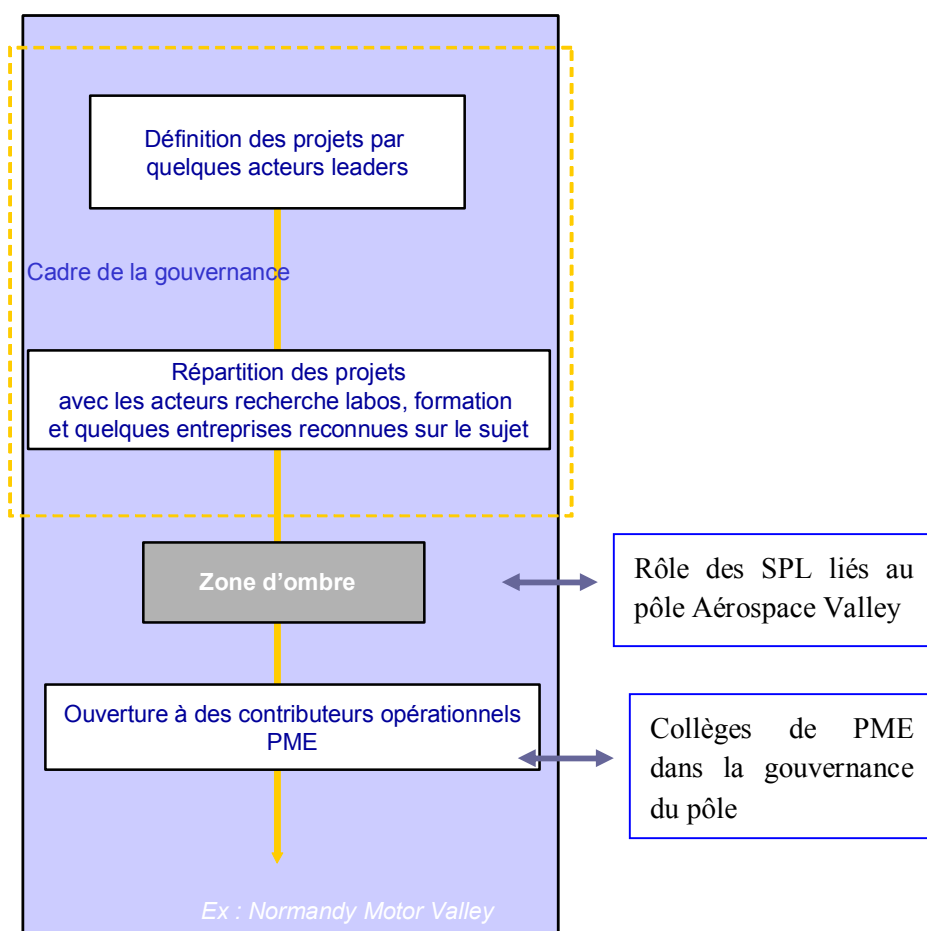 Définition des projets par
quelques acteurs leaders
Cadre de la gouvernance
Répartition des projets
avec les acteurs recherche labos, formation
et quelques entreprises reconnues sur le sujet
Zone d'ombre
Rôle des SPL liés au
pôle Aérospace Valley
Ouverture à des contributeurs opérationnels
PME
Collèges de PME
dans la gouvernance
du pôle
Ex : Normandy Motor Valley